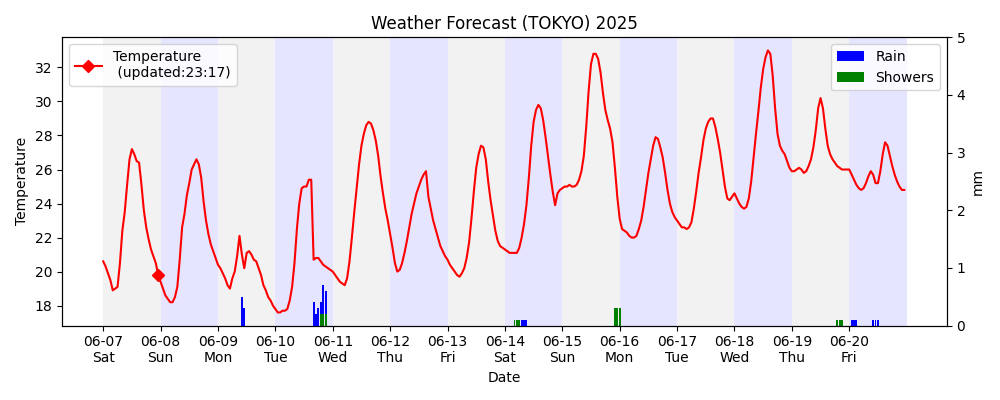 Weather Forecast (TOKYO) 2025
Temperature
(updated:23:17)
Rain
Showers
Temperature
32
30
28
26
24
22
20
18
5
4
3
2
1
0
mm
06-07 06-08 06-09 06-10 06-11 06-12 06-13 06-14 06-15 06-16 06-17 06-18 06-19 06-20
Sat Sun Mon Tue Wed Thu Fri Sat Sun Mon Tue Wed Thu Fri
Date